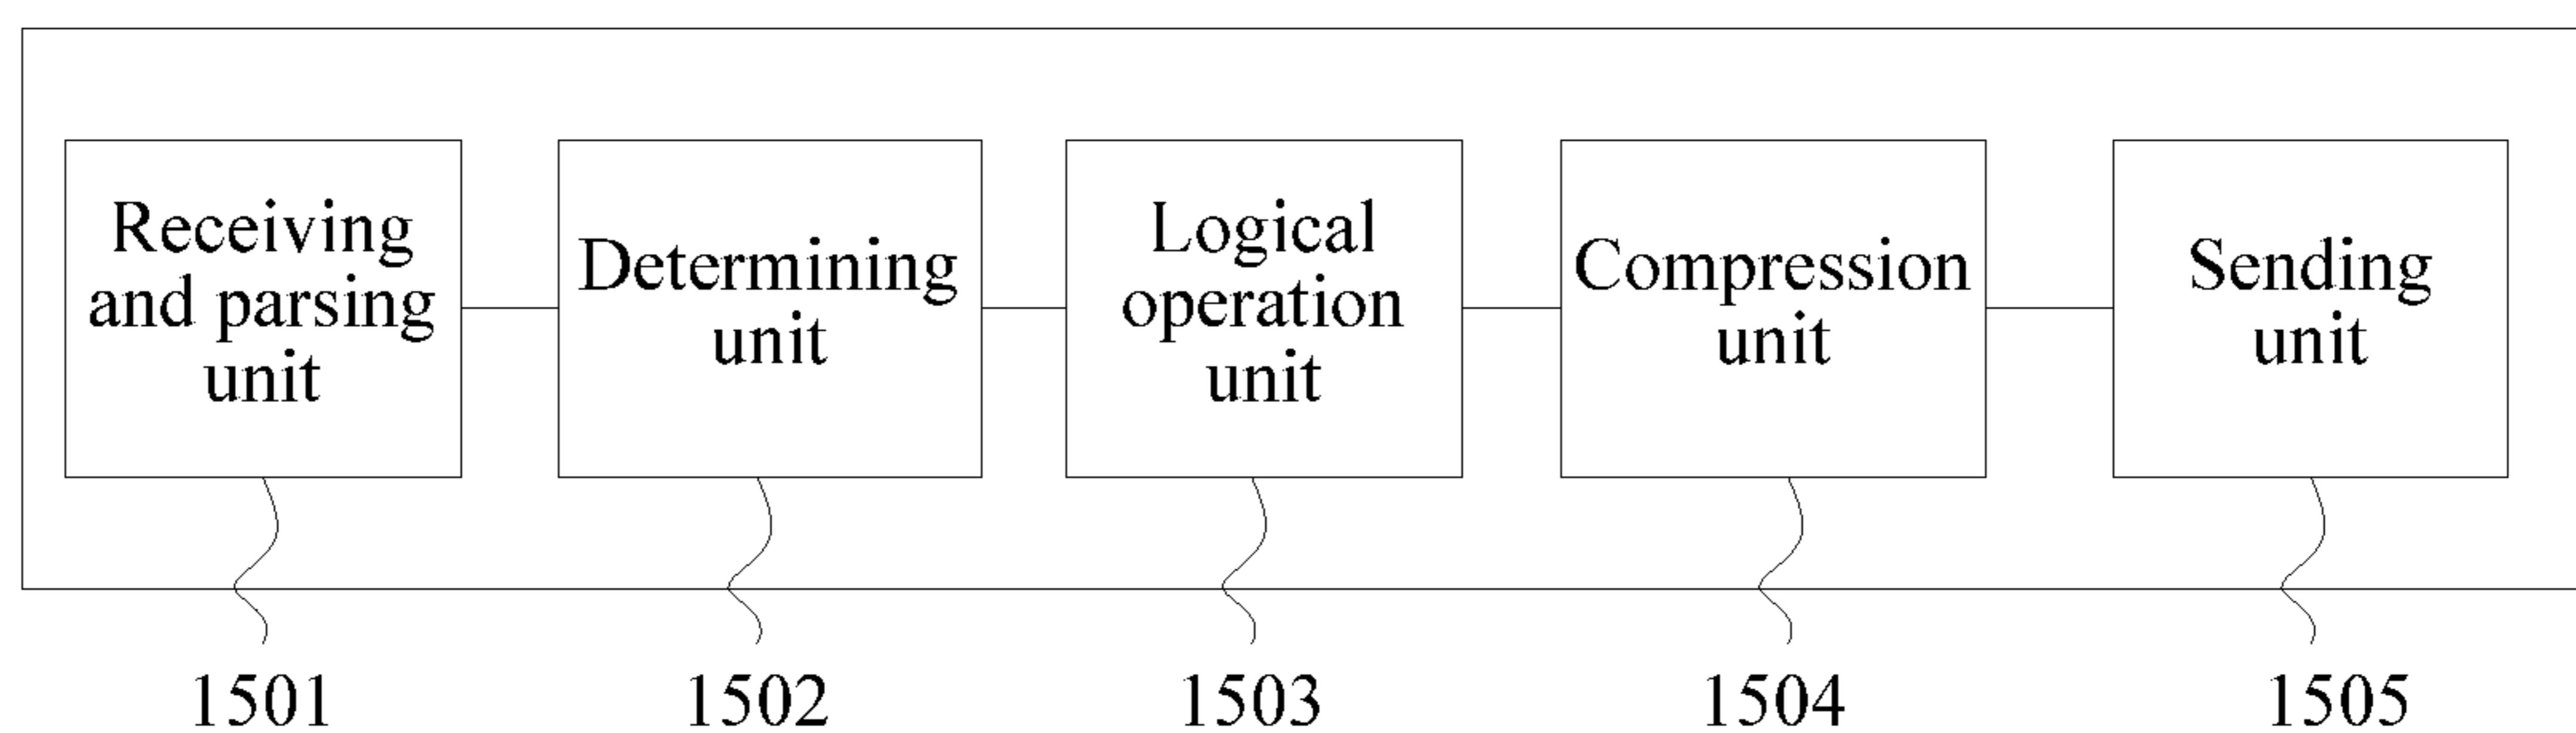 Receiving
and parsing
unit
Determining
unit
Logical
operation
unit
Compression
unit
Sending
unit
1501
1502
1503
1504
1505